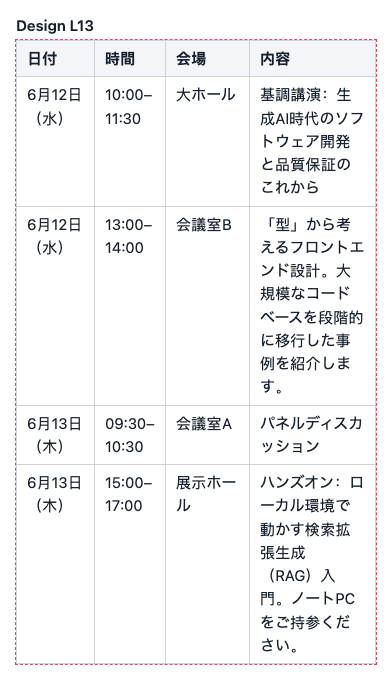 Design L13
日付 時間 会場 内容
6月12日
（水）
10:00–
11:30
大ホール
基調講演：生
成AI時代のソフ
トウェア開発
と品質保証の
これから
6月12日
（水）
13:00–
14:00
会議室B
「型」から考
えるフロントエ
ンド設計。大
規模なコード
ベースを段階的
に移行した事
例を紹介しま
す。
6月13日
（木）
09:30–
10:30
会議室A
パネルディスカ
ッション
6月13日
（木）
15:00–
17:00
展示ホー
ル
ハンズオン：ロ
ーカル環境で
動かす検索拡
張生成
（RAG）入
門。ノートPC
をご持参くだ
さい。